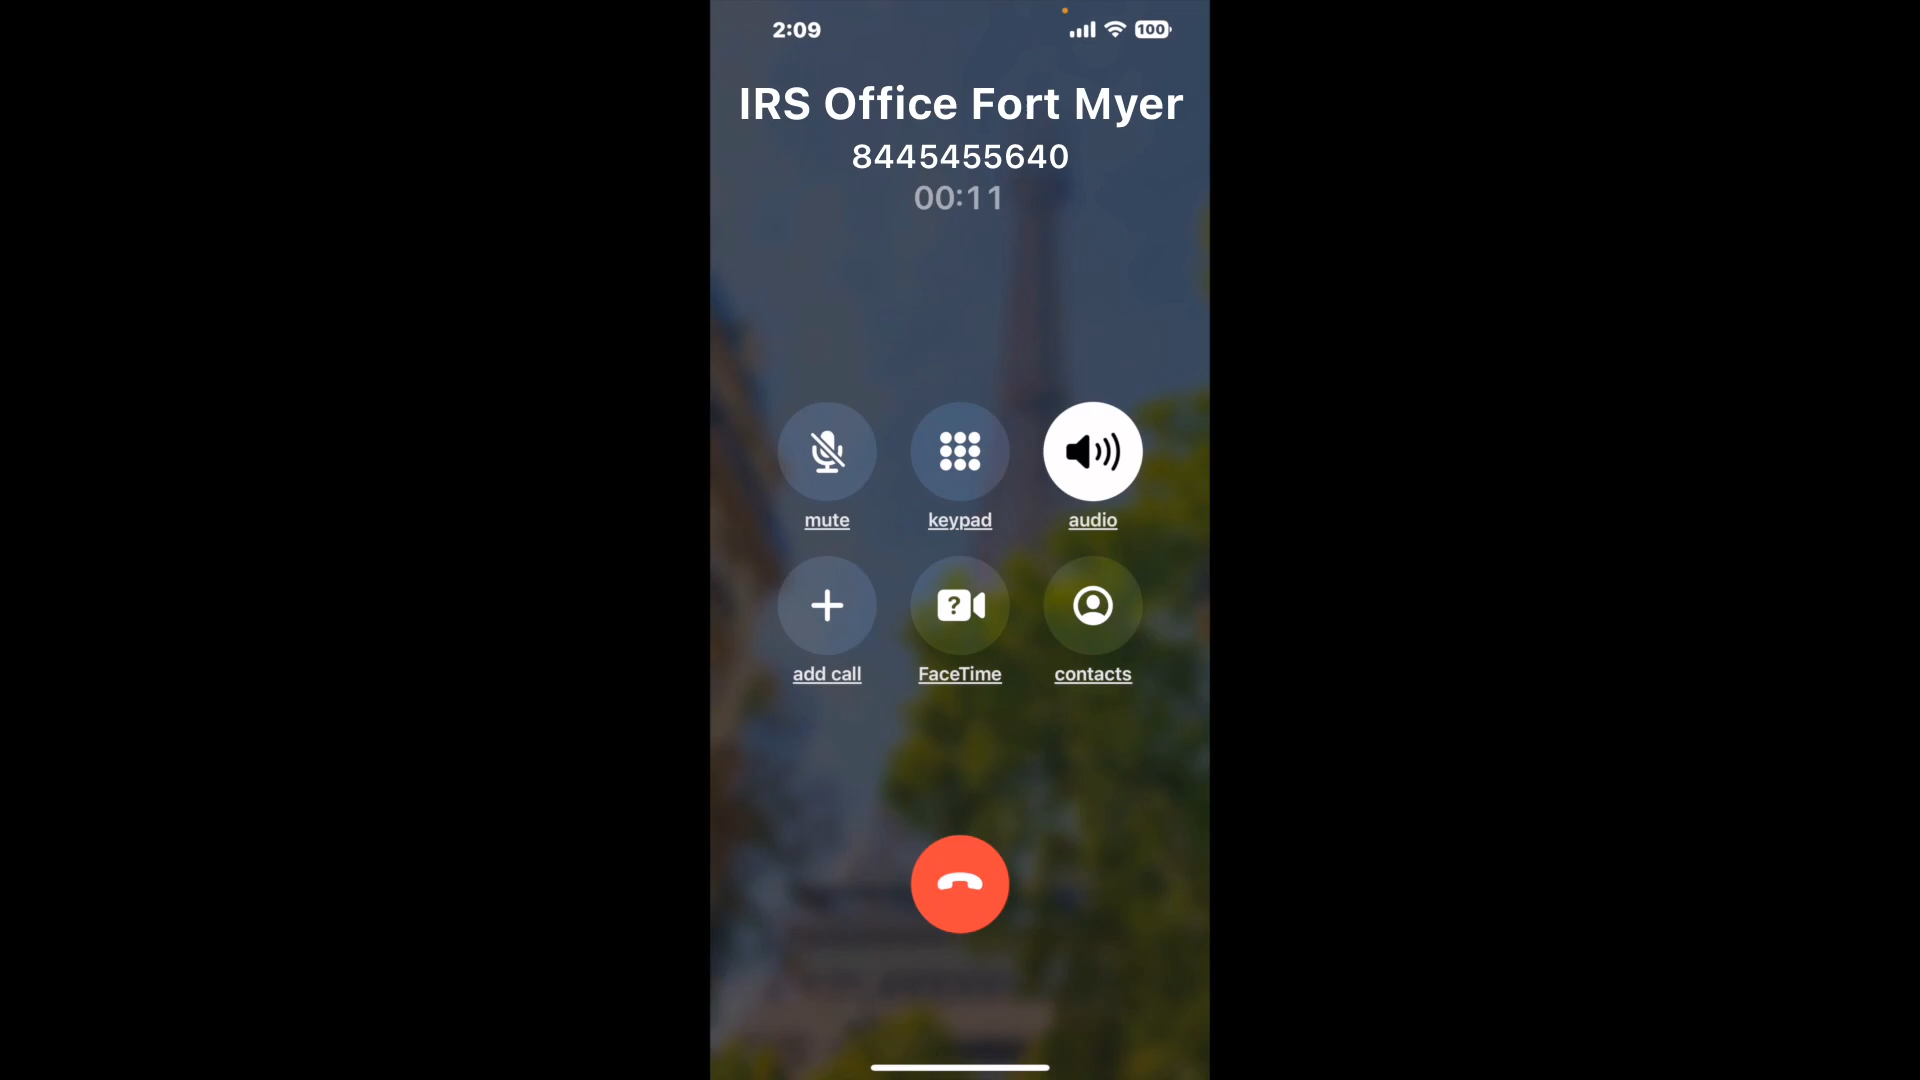 2:09
100
IRS Office Fort Myer
8445455640
00:11
mute
keypad
audio
?
add call
FaceTime
contacts